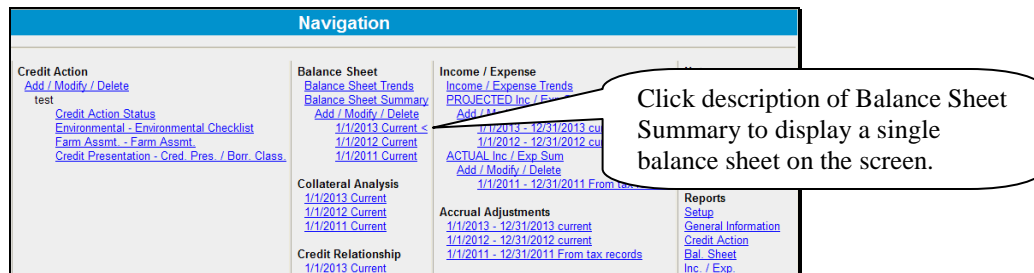 Navigation
Credit Action
Add / Modify / Delete
test
Credit Action Status
Environmental - Environmental Checklist
Farm Assmt. - Farm Assmt.
Credit Presentation - Cred. Pres. / Borr. Class.
Balance Sheet
Balance Sheet Trends
Balance Sheet Summary
Add / Modify / Delete
1/1/2013 Current <
1/1/2012 Current
1/1/2011 Current
Collateral Analysis
1/1/2013 Current
1/1/2012 Current
1/1/2011 Current
Credit Relationship
1/1/2013 Current
Income / Expense
Income / Expense Trends
PROJECTED Inc /
1/1/2013 - 12/31/2013
1/1/2012 - 12/31/2012
ACTUAL Inc / Exp Sum
Add / Modify / Delete
1/1/2011 - 12/31/2011 From
Accrual Adjustments
1/1/2013 - 12/31/2013 current
1/1/2012 - 12/31/2012 current
1/1/2011 - 12/31/2011 From tax records
Click description of Balance Sheet
Summary to display a single
balance sheet on the screen.
Reports
Setup
General Information
Credit Action
Bal. Sheet
Inc. / Exp.